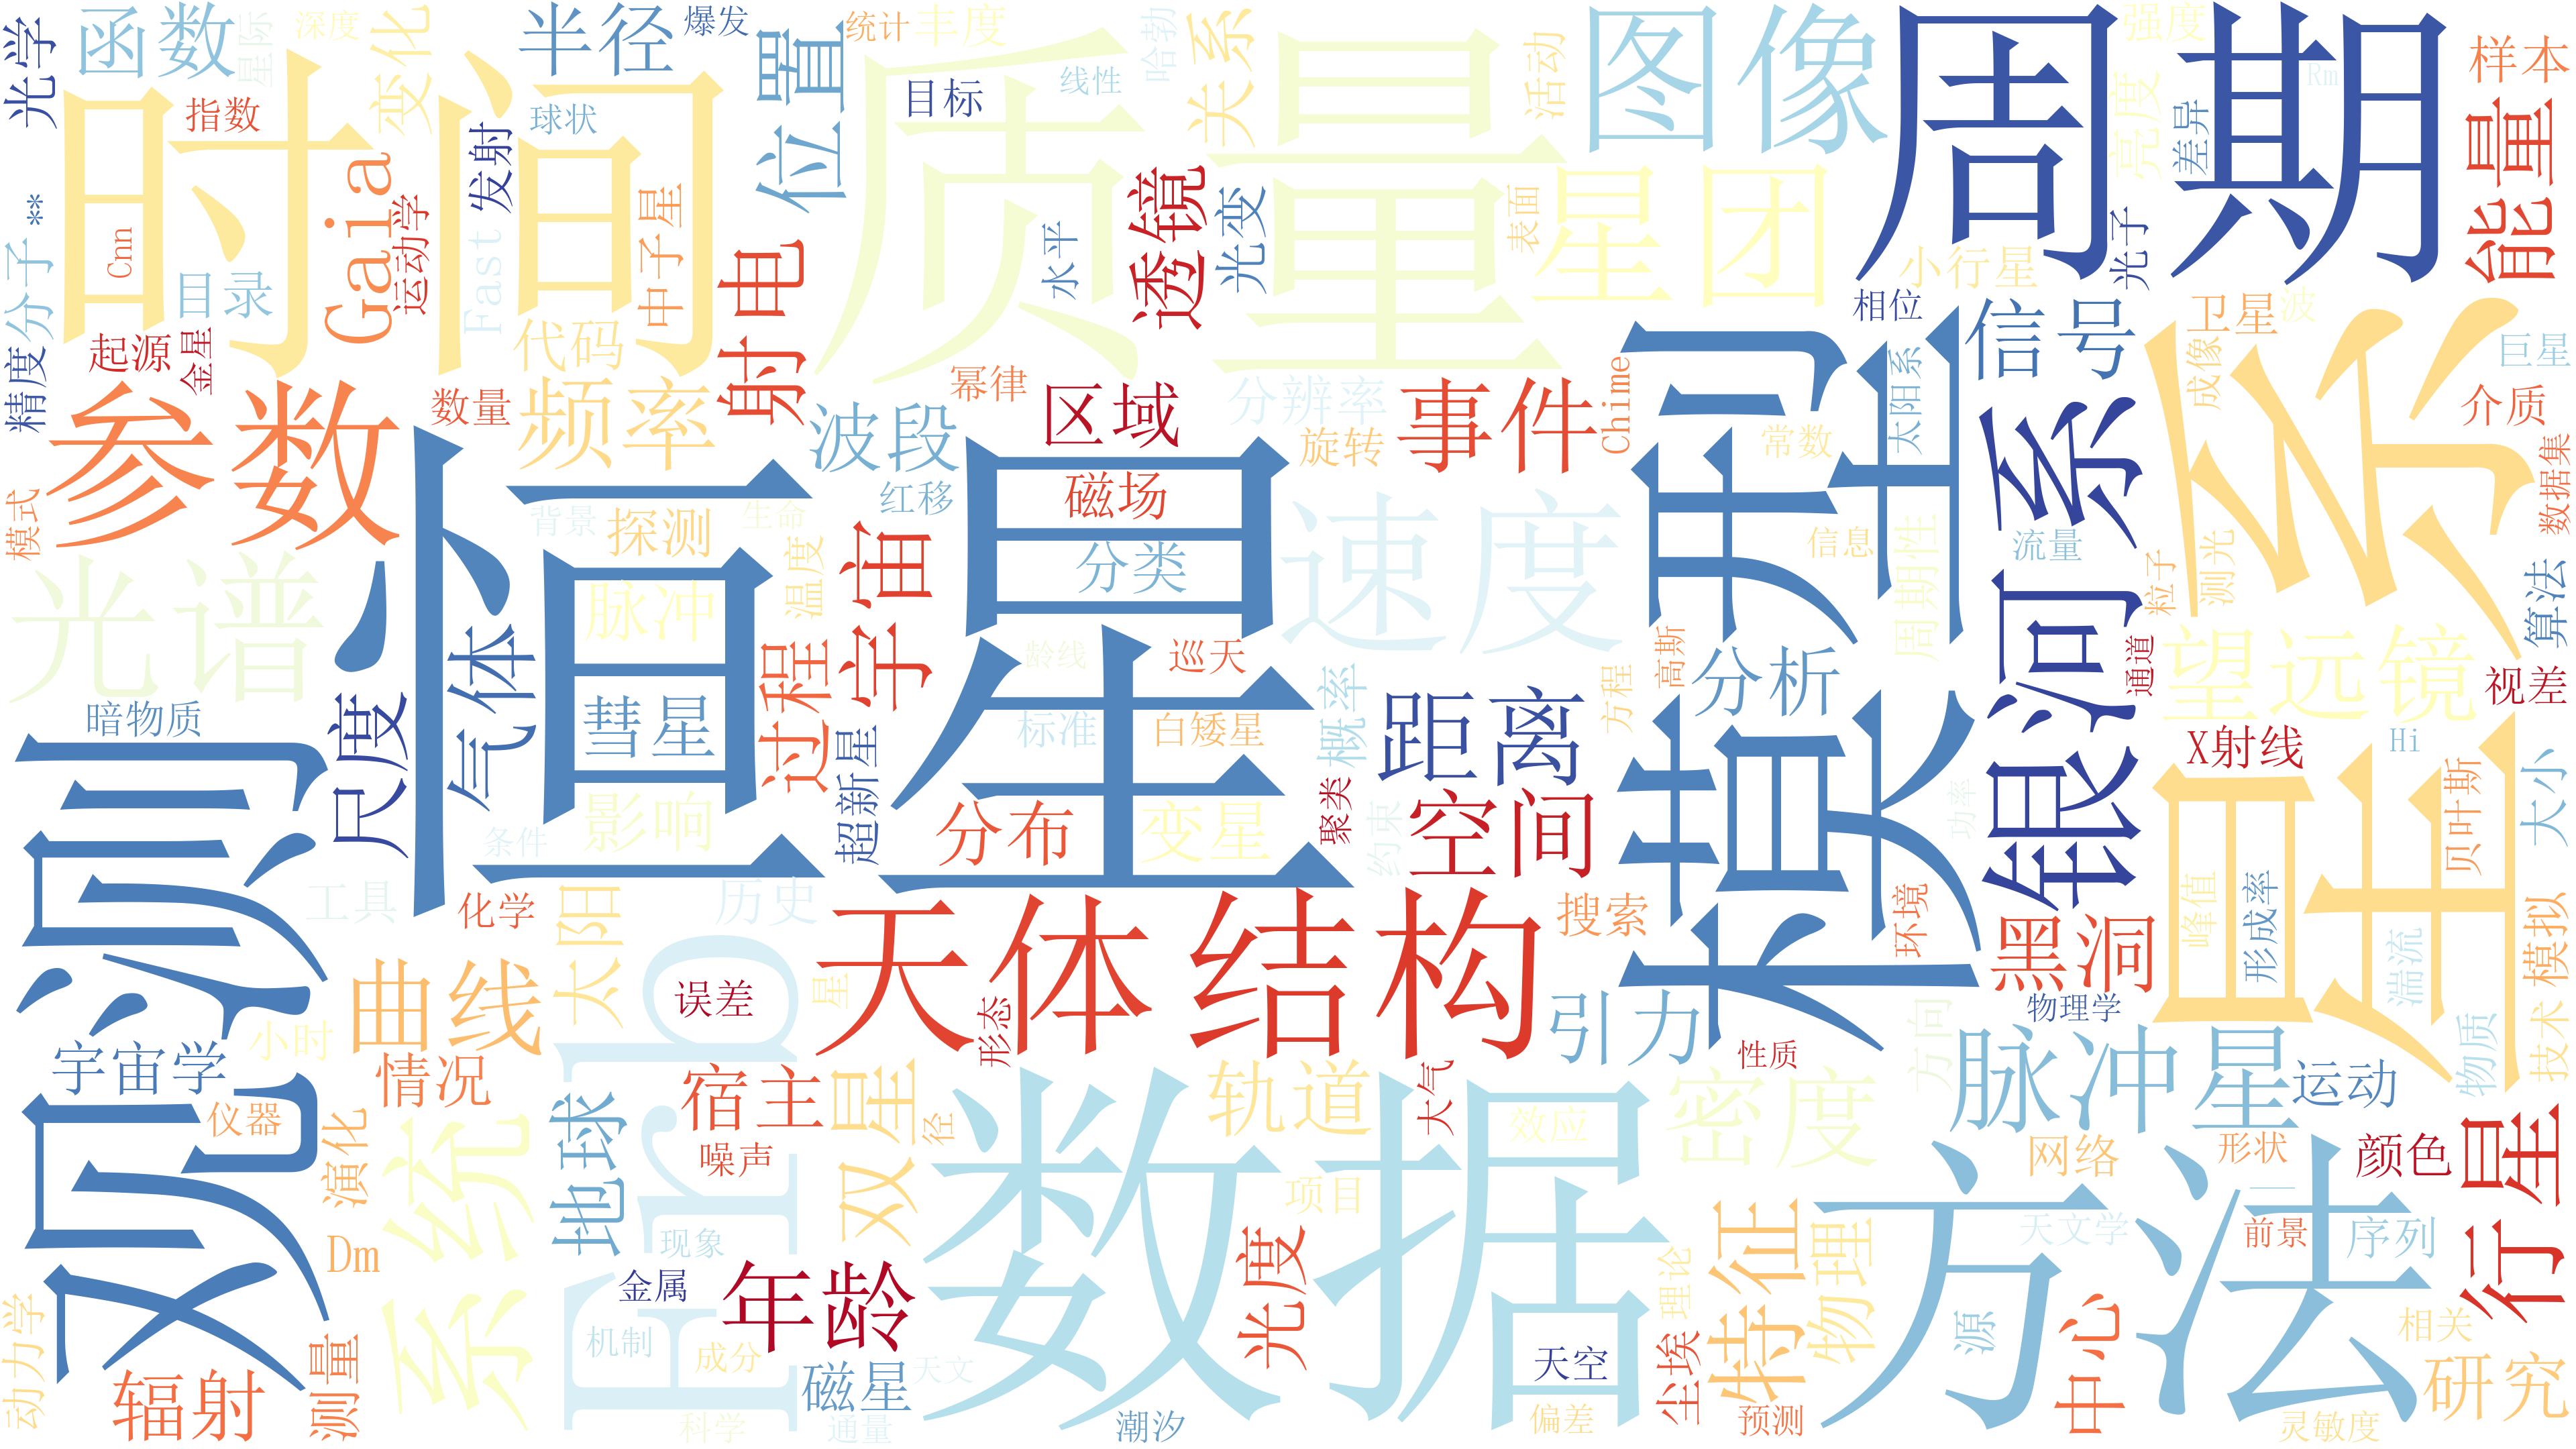 光学
函数
星际
深度
变化
半径
爆发
统计
丰度
哈勃
关系
活动
图像
周期
强度
样本
Rm
时间
指数
球状
位置
目标
线性
质量
星团
亮度
差异
能量
**
分子
Cnn
Gaia
运动学
发射
Fast
中子星
射电
水平
透镜
光变
表面
小行星
光子
目录
起源
金星
精度
代码
数量
参数
频率
波段
幂律
区域
分辨率
旋转
事件
Chime
相位
信号
太阳系
常数
卫星
波
成像
巨星
介质
星系
数据集
模式
光谱
恒星
背景
探测
生命
红移
磁场
分类
速度
模型
信息
周期性
流量
银河系
粒子
测光
算法
气体
脉冲
温度
宇宙
龄线
巡天
高斯
分析
通道
望远镜
视差
暗物质
尺度
彗星
过程
超新星
标准
白矮星
概率
距离
方程
X射线
Hi
贝叶斯
大小
观测
条件
影响
分布
变星
聚类
约束
空间
功率
工具
化学
太阳
历史
天体
结构
搜索
环境
黑洞
峰值
形成率
湍流
模拟
宇宙学
小时
曲线
情况
Frb
误差
星
形态
引力
物理学
方向
脉冲星
运动
物质
技术
仪器
演化
系统
地球
宿主
噪声
双星
径
数据
轨道
大气
效应
密度
性质
网络
形状
颜色
行星
Dm
现象
金属
年龄
项目
光度
特征
物理
理论
方法
天文学
前景
序列
动力学
辐射
测量
机制
成分
科学
磁星
通量
天文
潮汐
天空
偏差
尘埃
预测
源
中心
相关
灵敏度
研究